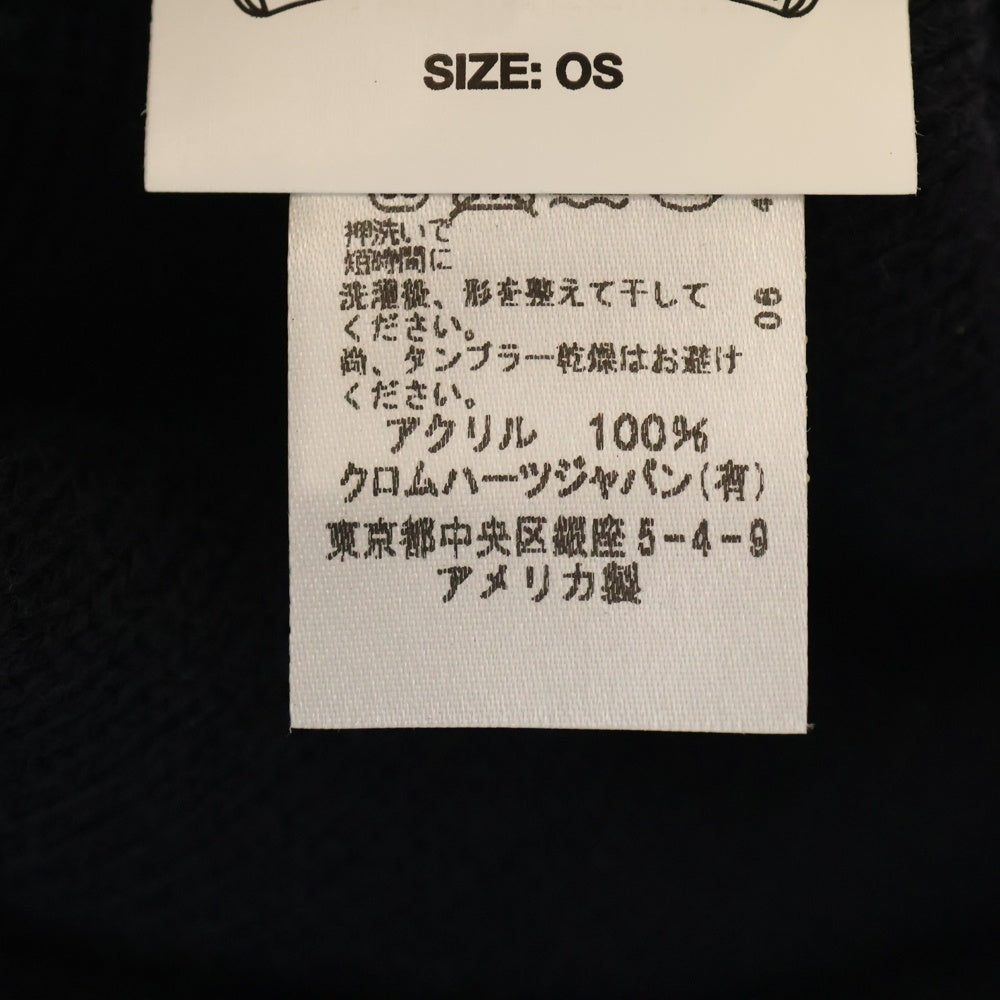 SIZE: OS
押洗いで
短時間に
洗濯後、形を整えて干して
ください。
尚、タンブラー乾燥はお避け
ください。
アクリル 100%
クロムハーツジャパン(有)
東京都中央区銀座5-4-9
アメリカ製